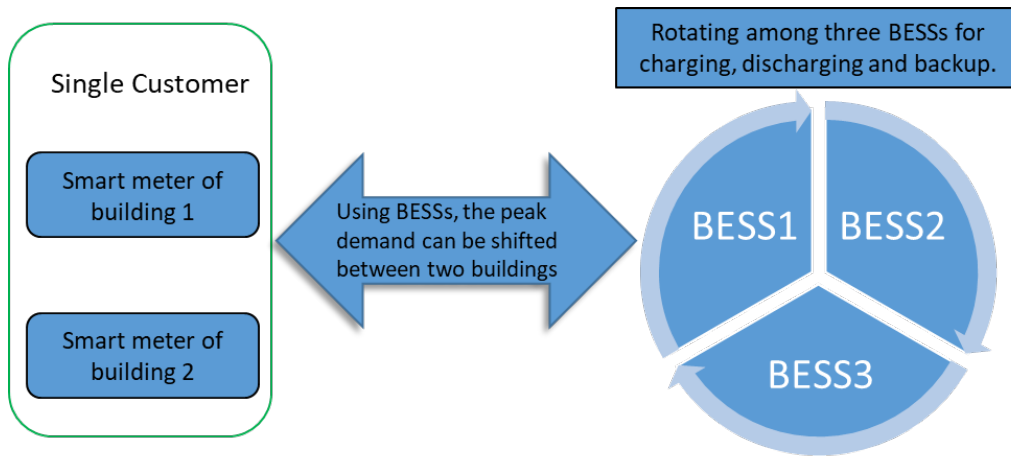 Single Customer
Smart meter of
building 1
Smart meter of
building 2
Using BESSs, the peak
demand can be shifted
between two buildings
Rotating among three BESSs for
charging, discharging and backup.
BESS1
BESS2
BESS3